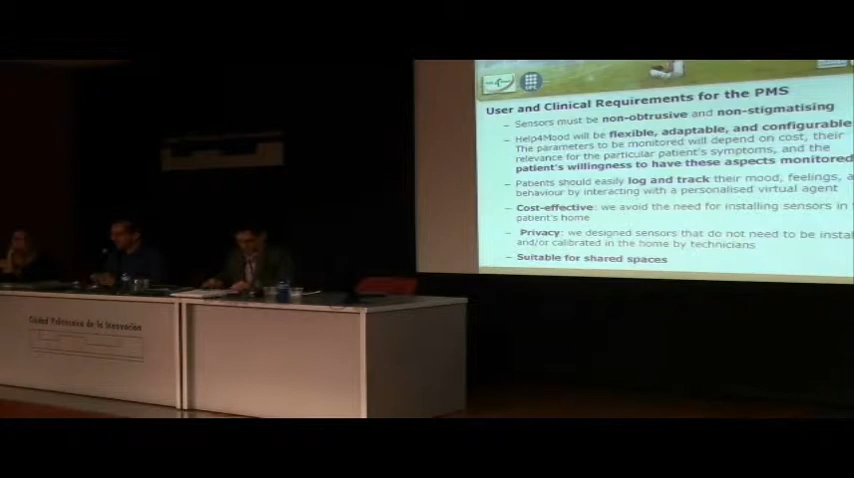 User and Clinical Requirements for the PMS
– Sensors must be non-obtrusive and non-stigmatising
– Help4Mood will be flexible, adaptable, and configurable
The parameters to be monitored will depend on cost, their
relevance for the particular patient's symptoms, and the
patient's willingness to have these aspects monitored
– Patients should easily log and track their mood, feelings, a
behaviour by interacting with a personalised virtual agent
– Cost-effective: we avoid the need for installing sensors in
patient's home
– Privacy: we designed sensors that do not need to be instal
and/or calibrated in the home by technicians
– Suitable for shared spaces
Ciudad Politécnica de la Innovación